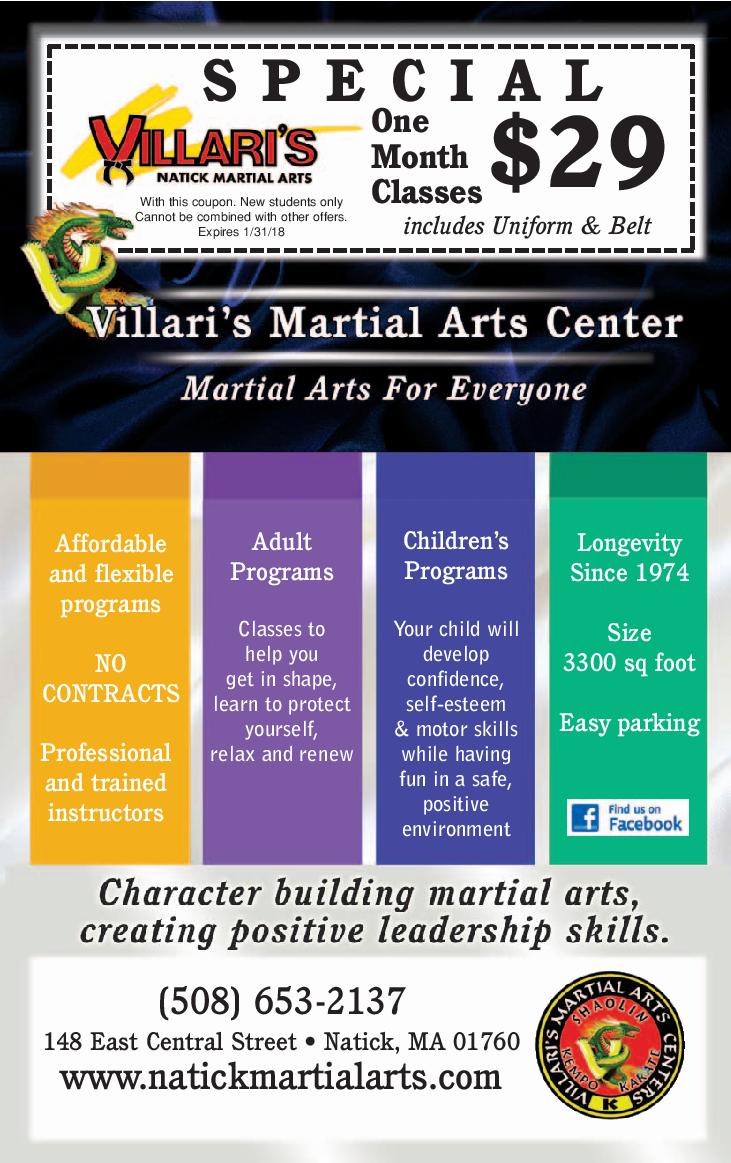 SPECIAL
VILLARI'S
NATICK MARTIAL ARTS
With this coupon. New students only
Cannot be combined with other offers.
Expires 1/31/18
One
Month
Classes
$29
includes Uniform & Belt
Villari's Martial Arts Center
Martial Arts For Everyone
Affordable
and flexible
programs
NO
CONTRACTS
Professional
and trained
instructors
Adult
Programs
Classes to
help you
get in shape,
learn to protect
yourself,
relax and renew
Children's
Programs
Your child will
develop
confidence,
self-esteem
& motor skills
while having
fun in a safe,
positive
environment
Longevity
Since 1974
Size
3300 sq foot
Easy parking
Find us on
Facebook
Character building martial arts,
creating positive leadership skills.
(508) 653-2137
148 East Central Street • Natick, MA 01760
www.natickmartialarts.com
VILLARI'S MARTIAL ARTS CENTERS
SHAOLIN
KEMPO KARATE
K